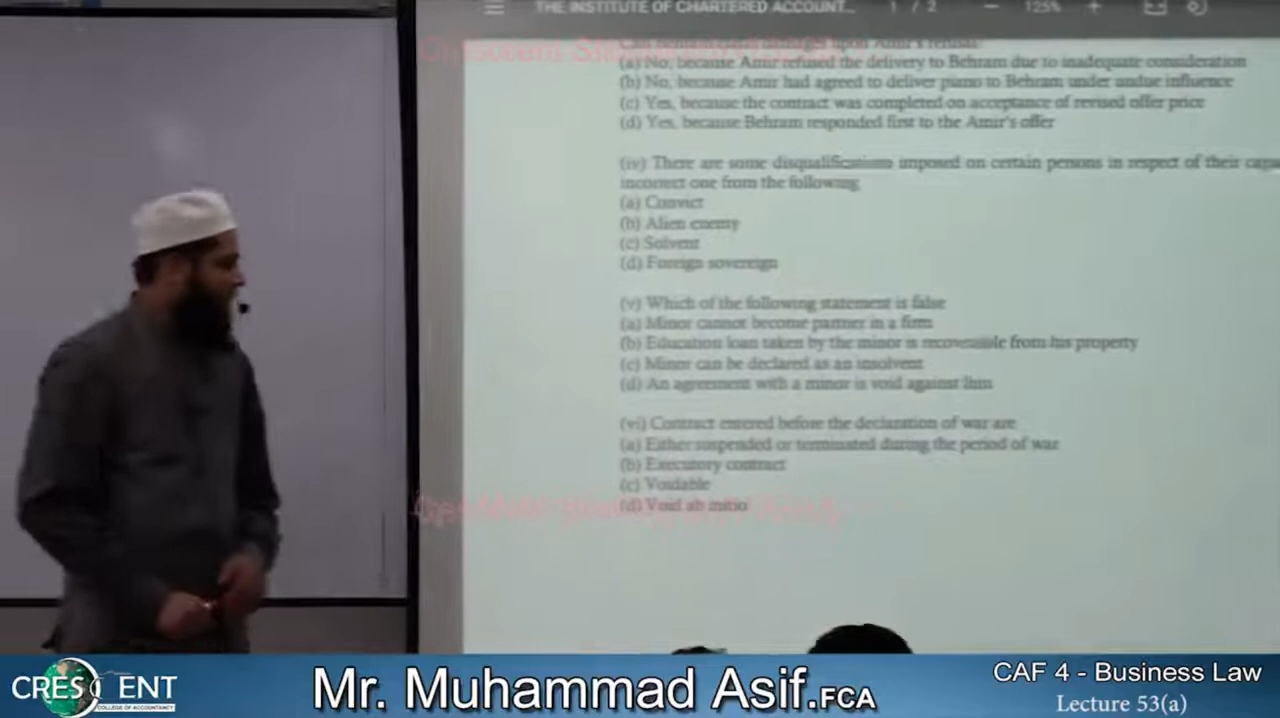 THE INSTITUTE OF CHARTERED ACCOUNT... 1 / 2 — 125% +
upon Amir's refusal
(a) No, because Amir refused the delivery to Behram due to inadequate consideration
(b) No, because Amir had agreed to deliver piano to Behram under undue influence
(c) Yes, because the contract was completed on acceptance of revised offer price
(d) Yes, because Behram responded first to the Amir's offer
(iv) There are some disqualifications imposed on certain persons in respect of their
incorrect one from the following
(a) Convict
(b) Alien enemy
(c) Solvent
(d) Foreign sovereign
(v) Which of the following statement is false
(a) Minor cannot become partner in a firm
(b) Education loan taken by the minor is recoverable from his property
(c) Minor can be declared as an insolvent
(d) An agreement with a minor is void against him
(vi) Contract entered before the declaration of war are
(a) Either suspended or terminated during the period of war
(b) Executory contract
(c) Voidable
(d) Void ab initio
CRESCENT
COLLEGE OF ACCOUNTANCY
Mr. Muhammad Asif.FCA
CAF 4 - Business Law
Lecture 53(a)